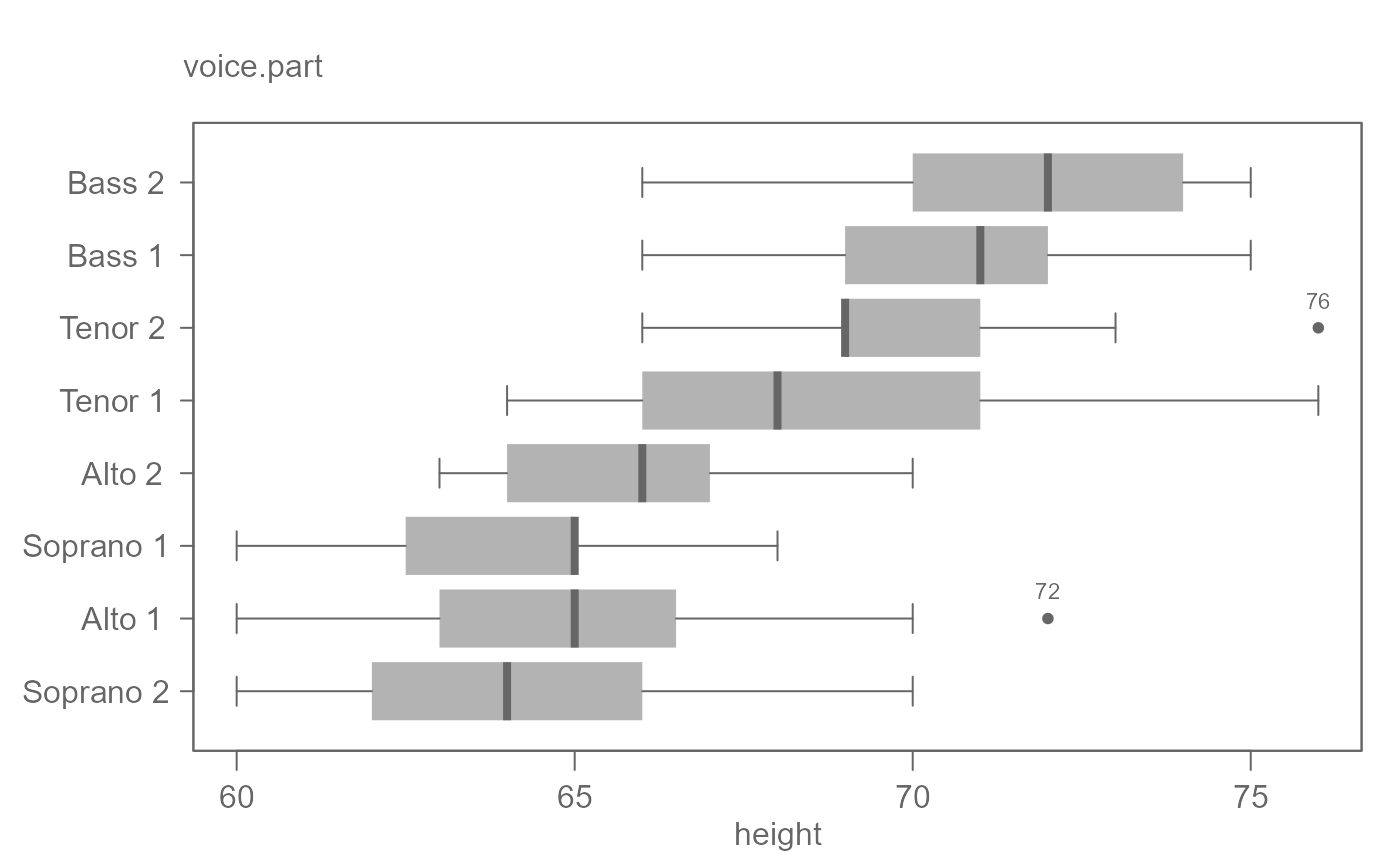 voice.part
Bass 2
Bass 1
76
Tenor 2
Tenor 1
Alto 2
Soprano 1
72
Alto 1
Soprano 2
60 65 70 75
height